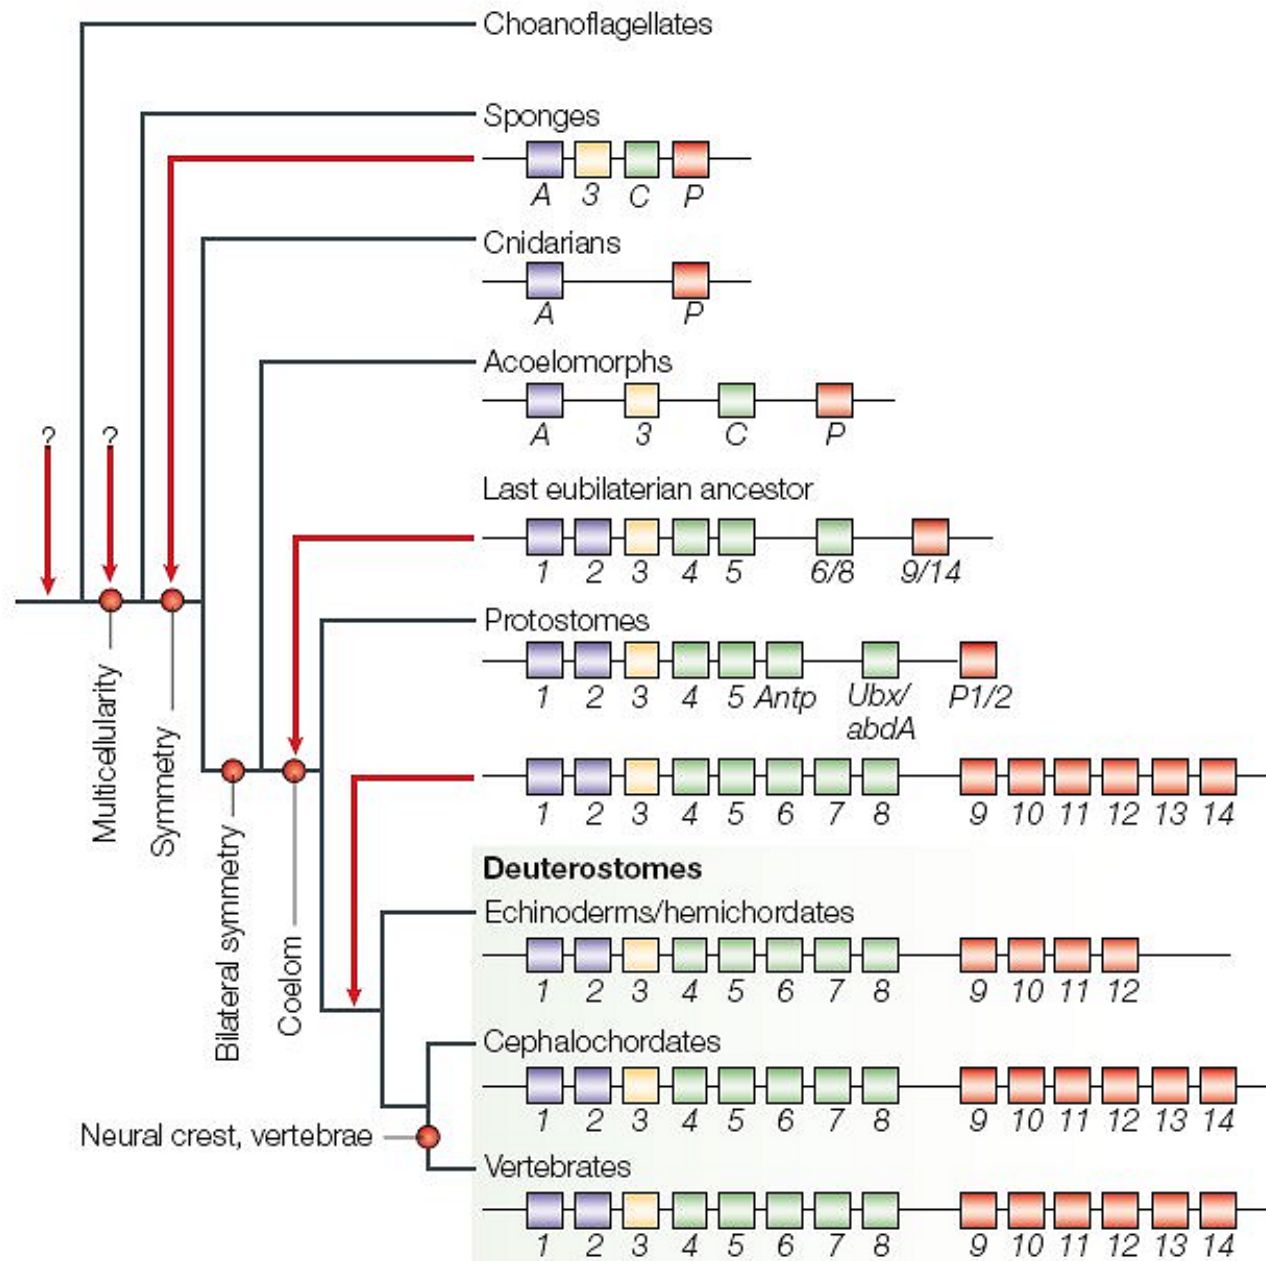 Choanoflagellates
Sponges
A 3 C P
Cnidarians
A P
Acoelomorphs
A 3 C P
? ?
Last eubilaterian ancestor
1 2 3 4 5 6/8 9/14
Protostomes
1 2 3 4 5 Antp Ubx/ abdA P1/2
Multicellularity
Symmetry
Bilateral symmetry
Coelom
1 2 3 4 5 6 7 8 9 10 11 12 13 14
Deuterostomes
Echinoderms/hemichordates
1 2 3 4 5 6 7 8 9 10 11 12
Cephalochordates
1 2 3 4 5 6 7 8 9 10 11 12 13 14
Neural crest, vertebrae
Vertebrates
1 2 3 4 5 6 7 8 9 10 11 12 13 14